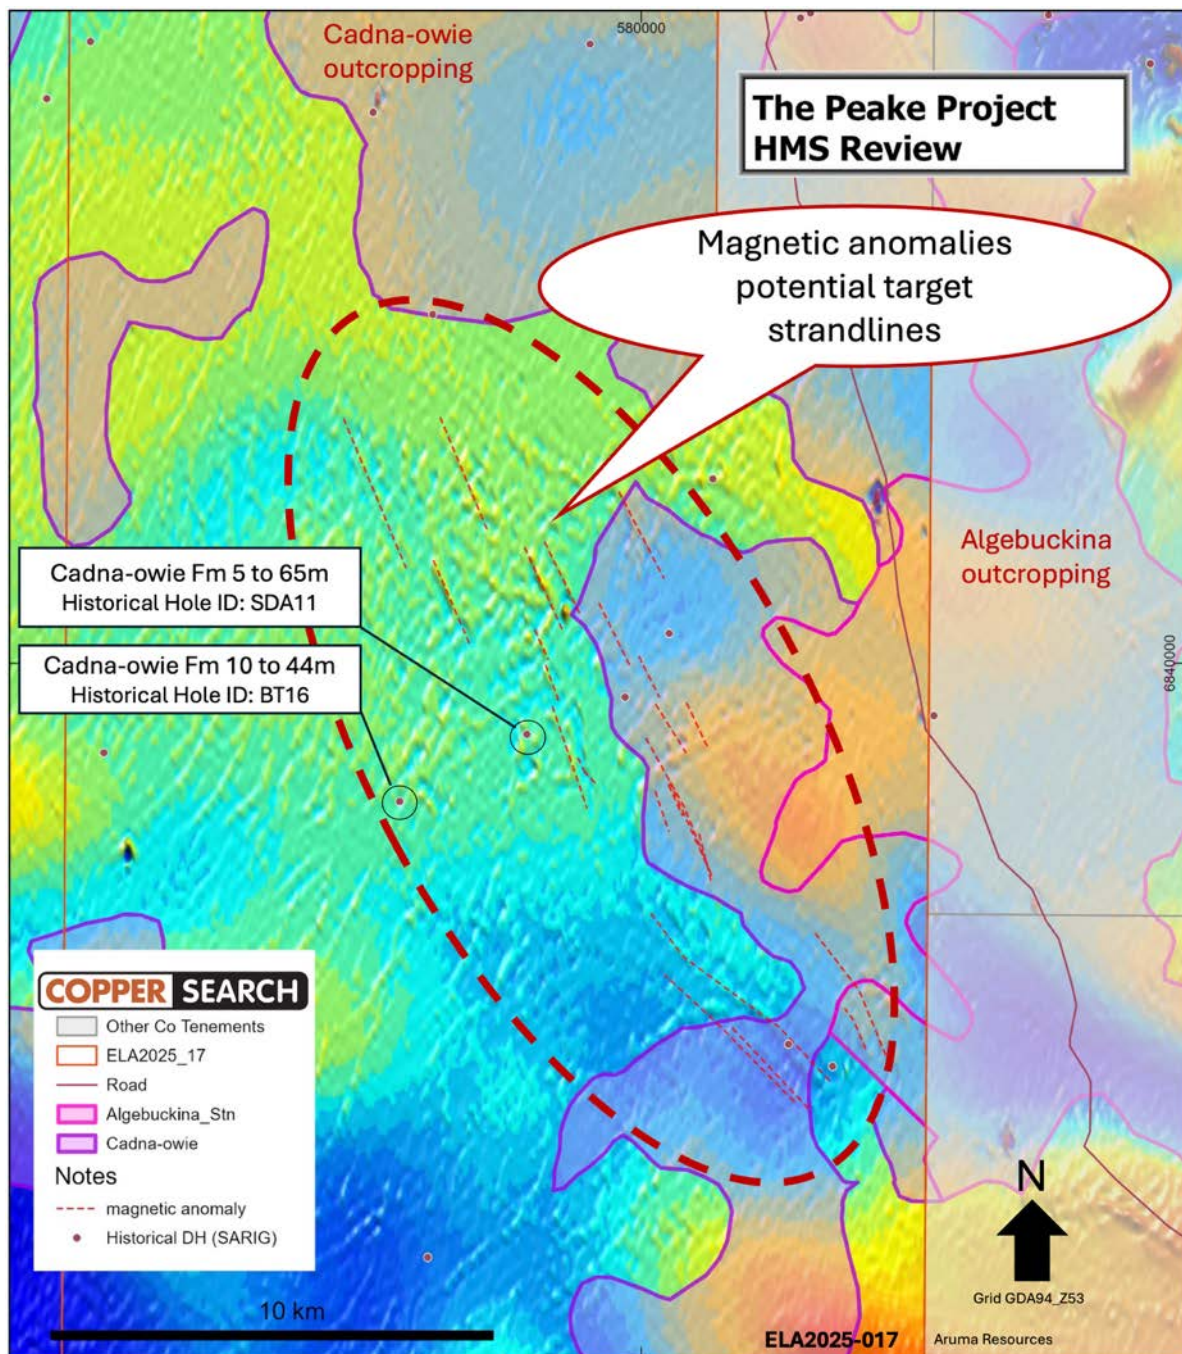 580000
Cadna-owie
outcropping
The Peake Project
HMS Review
Magnetic anomalies
potential target
strandlines
Algebuckina
outcropping
Cadna-owie Fm 5 to 65m
Historical Hole ID: SDA11
Cadna-owie Fm 10 to 44m
Historical Hole ID: BT16
6840000
COPPER SEARCH
Other Co Tenements
ELA2025_17
Road
Algebuckina_Stn
Cadna-owie
Notes
magnetic anomaly
Historical DH (SARIG)
N
Grid GDA94_Z53
10 km
ELA2025-017
Aruma Resources